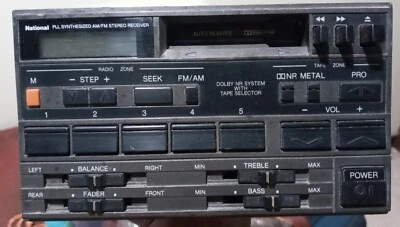 National PLL SYNTHESIZED AM/FM STEREO RECEIVER
AUTO REVERSE
RADIO ZONE
TAPE ZONE
M − STEP + SEEK FM/AM
DOLBY NR SYSTEM
WITH
TAPE SELECTOR
NR METAL PRO
1 2 3 4 5 − VOL +
LEFT BALANCE RIGHT MIN TREBLE MAX
POWER
REAR FADER FRONT MIN BASS MAX